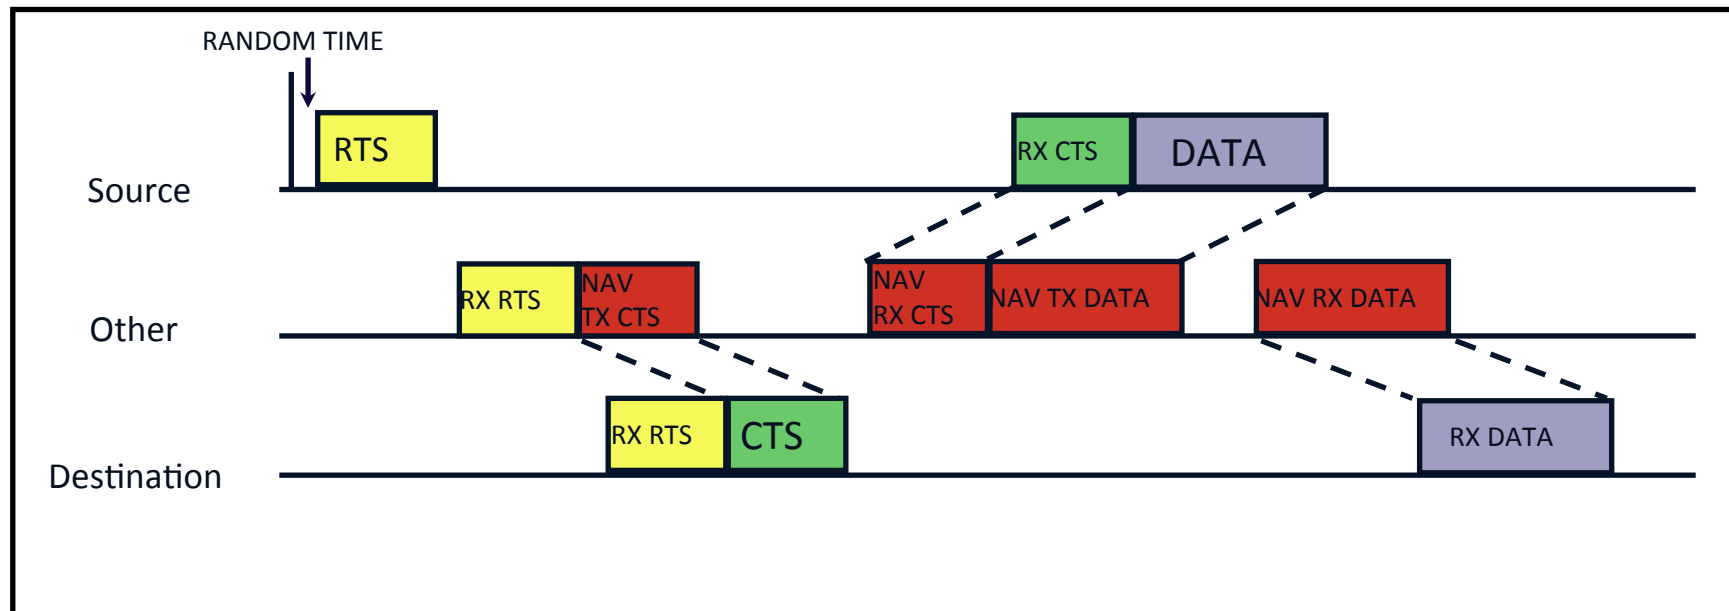 RANDOM TIME
RTS
RX CTS
DATA
Source
RX RTS
NAV
TX CTS
NAV
RX CTS
NAV TX DATA
NAV RX DATA
Other
RX RTS
CTS
RX DATA
Destination